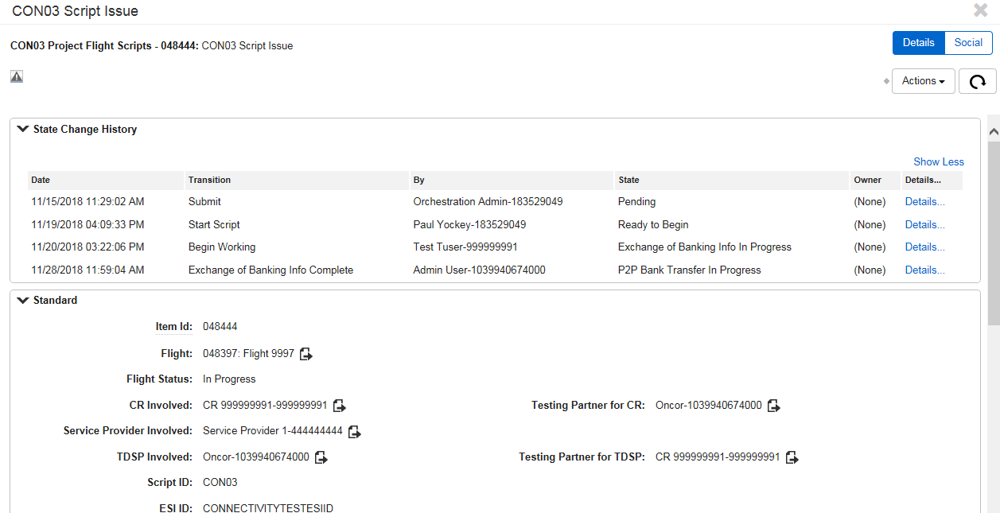 CON03 Script Issue
CON03 Project Flight Scripts - 048444: CON03 Script Issue
Details Social
Actions
State Change History
Show Less
Date Transition By State Owner Details...
11/15/2018 11:29:02 AM Submit Orchestration Admin-183529049 Pending (None) Details...
11/19/2018 04:09:33 PM Start Script Paul Yockey-183529049 Ready to Begin (None) Details...
11/20/2018 03:22:06 PM Begin Working Test Tuser-999999991 Exchange of Banking Info In Progress (None) Details...
11/28/2018 11:59:04 AM Exchange of Banking Info Complete Admin User-1039940674000 P2P Bank Transfer In Progress (None) Details...
Standard
Item Id: 048444
Flight: 048397: Flight 9997
Flight Status: In Progress
CR Involved: CR 999999991-999999991 Testing Partner for CR: Oncor-1039940674000
Service Provider Involved: Service Provider 1-444444444
TDSP Involved: Oncor-1039940674000 Testing Partner for TDSP: CR 999999991-999999991
Script ID: CON03
ESI ID: CONNECTIVITYTESTESIID